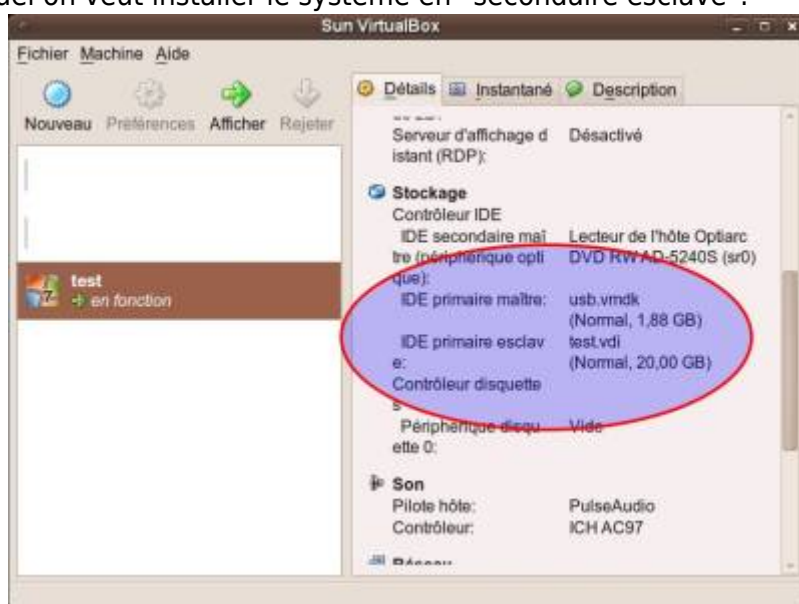 uel on veut installer le système en "secondaire esclave".
Sun VirtualBox
Fichier Machine Aide
Nouveau Préférences Afficher Rejeter
Détails Instantané Description
Serveur d'affichage d
istant (RDP):
Désactivé
Stockage
Contrôleur IDE
IDE secondaire maî
tre (périphérique opti
que):
Lecteur de l'hôte Optiarc
DVD RW AD-5240S (sr0)
IDE primaire maître:
usb.vmdk
(Normal, 1,88 GB)
IDE primaire esclav
e:
test.vdi
(Normal, 20,00 GB)
Contrôleur disquette
s
Périphérique disqu
ette 0:
Vide
Son
Pilote hôte: PulseAudio
Contrôleur: ICH AC97
Réseau
test
7
en fonction